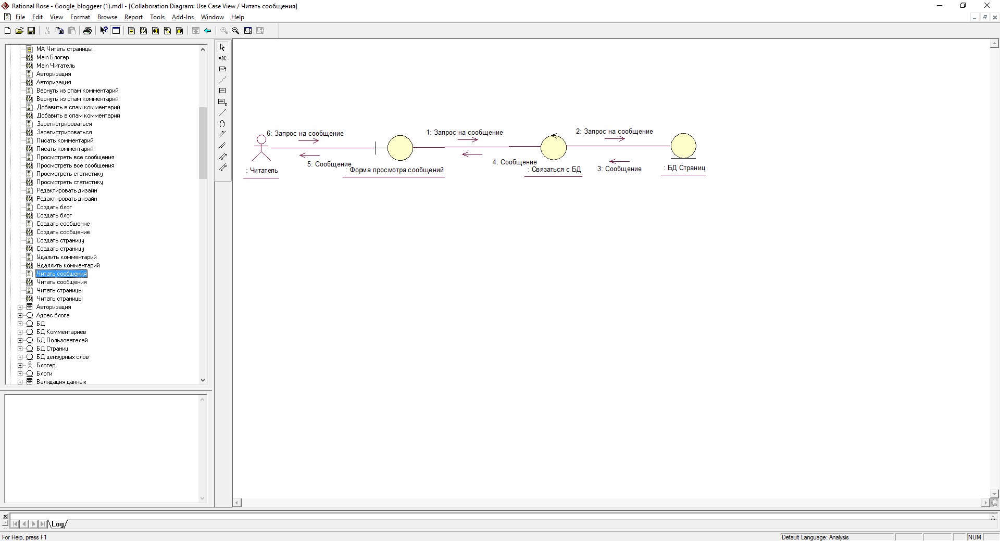 Rational Rose - Google_bloggeer (1).mdl - [Collaboration Diagram: Use Case View / Читать сообщения]
File Edit View Format Browse Report Tools Add-Ins Window Help
МА Читать страницы
Main Блогер
Main Читатель
Авторизация
Авторизация
Вернуть из спам комментарий
Вернуть из спам комментарий
Добавить в спам комментарий
Добавить в спам комментарий
Зарегистрироваться
Зарегистрироваться
Писать комментарий
Писать комментарий
Просмотреть все сообщения
Просмотреть все ссобщения
Просмотреть статистику
Просмотреть статистику
Редактировать дизайн
Редактировать дизайн
Создать блог
Создать блог
Создать сообщение
Создать сообщение
Создать страницу
Создать страницу
Удалить комментарий
Удаллить комментарий
Читать сообщения
Читать сообщения
Читать страницы
Читать страницы
Авторизация
Адрес блога
БД
БД Комментариев
БД Пользователей
БД Страниц
БД цензурных слов
Блогер
Блоги
Валидация данных
ABC
6: Запрос на сообщение
1: Запрос на сообщение
2: Запрос на сообщение
5: Сообщение
4: Сообщение
3: Сообщение
: Читатель
: Форма просмотра сообщений
: Связаться с БД
: БД Страниц
Log
For Help, press F1
Default Language: Analysis
NUM